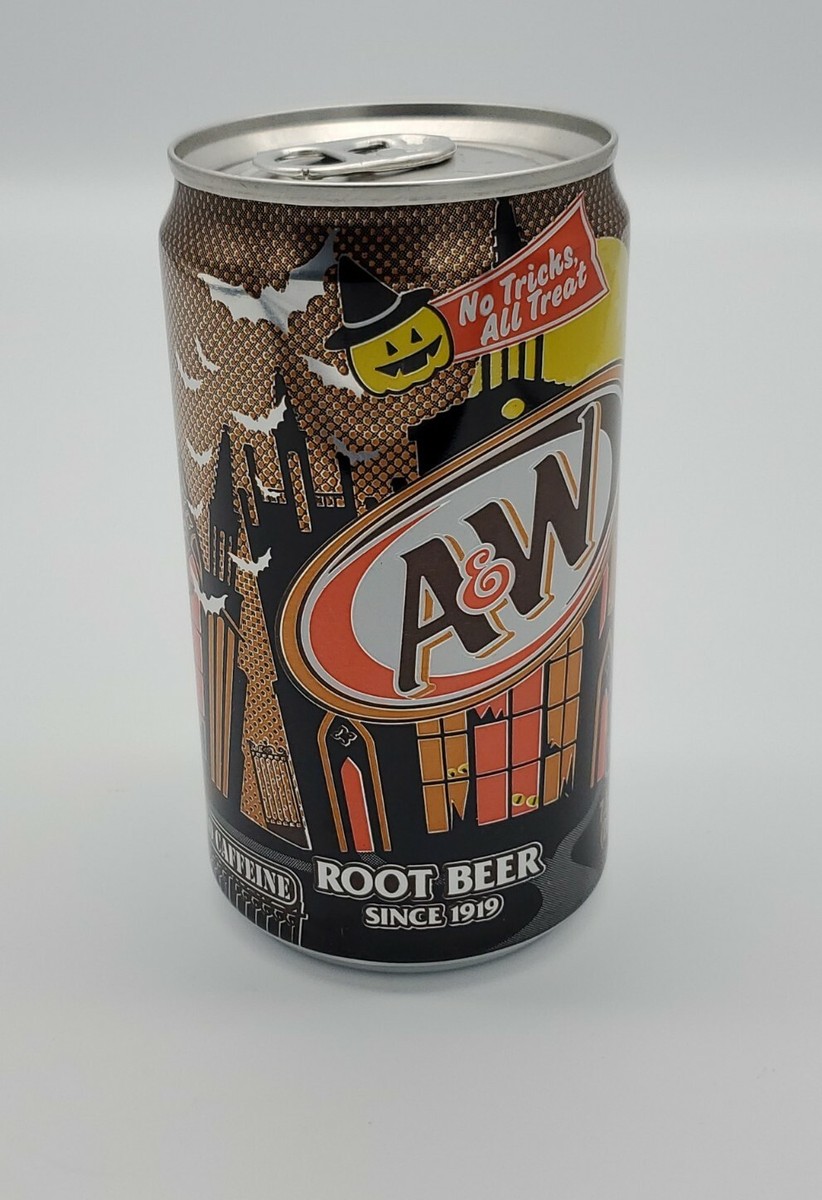 No Tricks,
All Treat
A&W
CAFFEINE
ROOT BEER
SINCE 1919